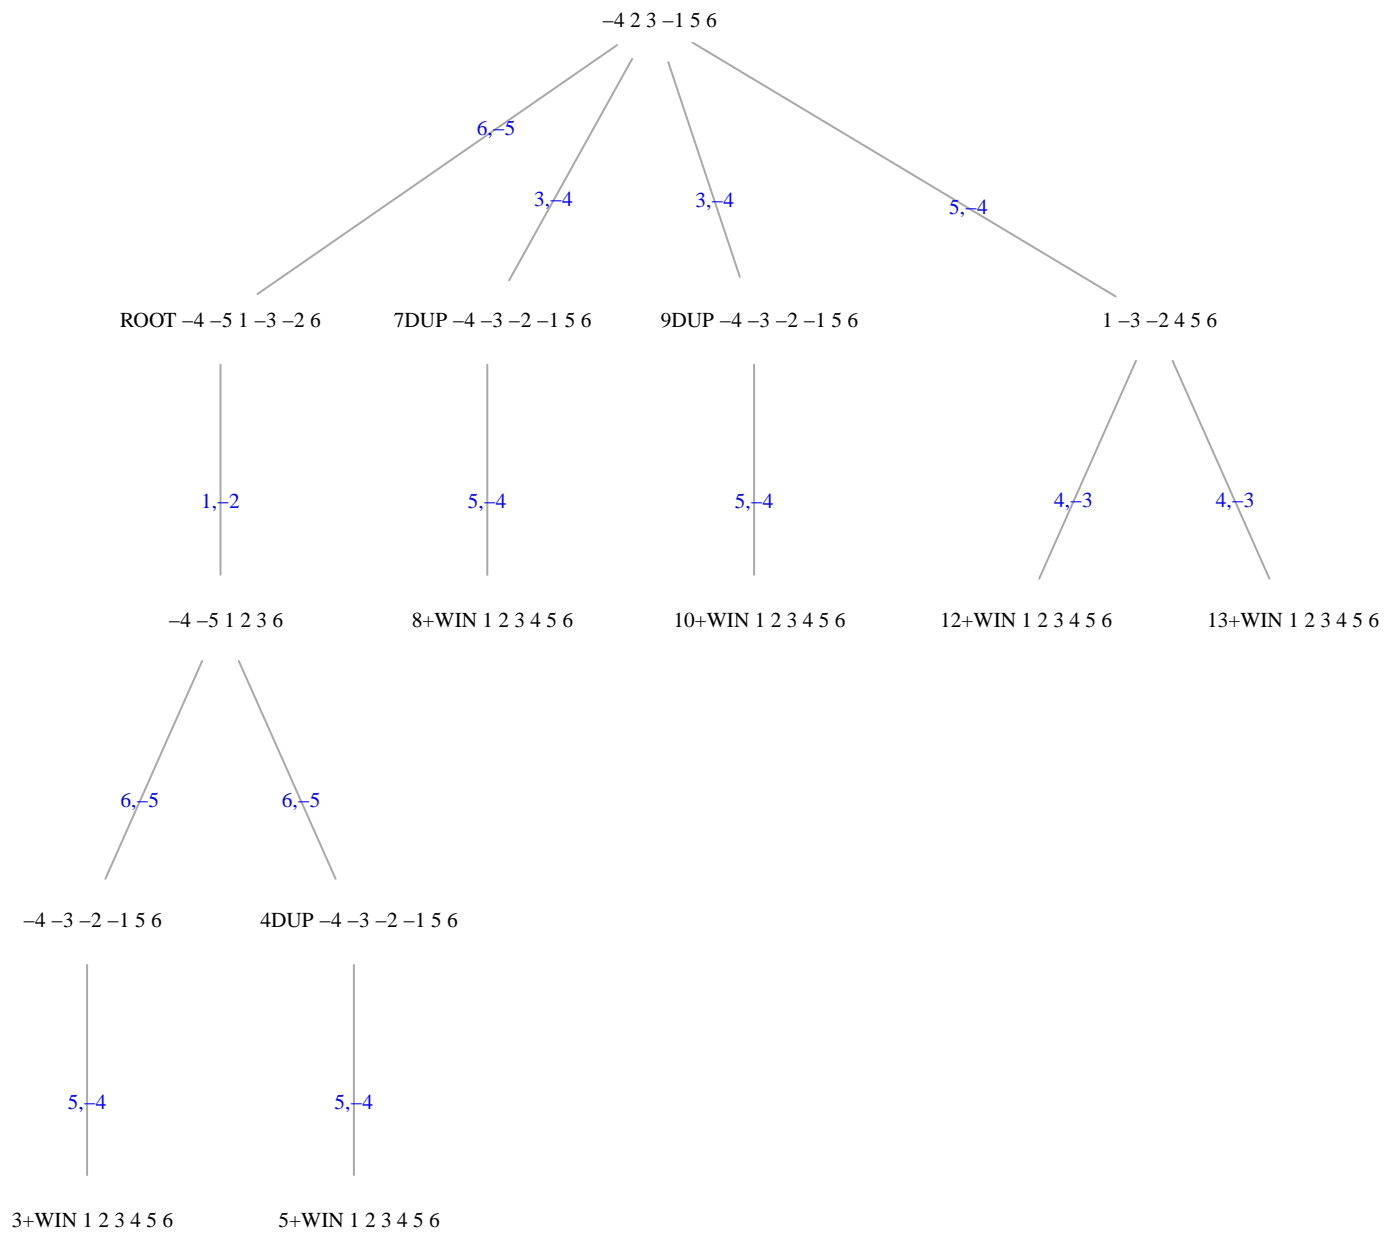 –4 2 3 –1 5 6
6,–5
3,–4
3,–4
5,–4
ROOT –4 –5 1 –3 –2 6
7DUP –4 –3 –2 –1 5 6
9DUP –4 –3 –2 –1 5 6
1 –3 –2 4 5 6
1,–2
5,–4
5,–4
4,–3
4,–3
–4 –5 1 2 3 6
8+WIN 1 2 3 4 5 6
10+WIN 1 2 3 4 5 6
12+WIN 1 2 3 4 5 6
13+WIN 1 2 3 4 5 6
6,–5
6,–5
–4 –3 –2 –1 5 6
4DUP –4 –3 –2 –1 5 6
5,–4
5,–4
3+WIN 1 2 3 4 5 6
5+WIN 1 2 3 4 5 6